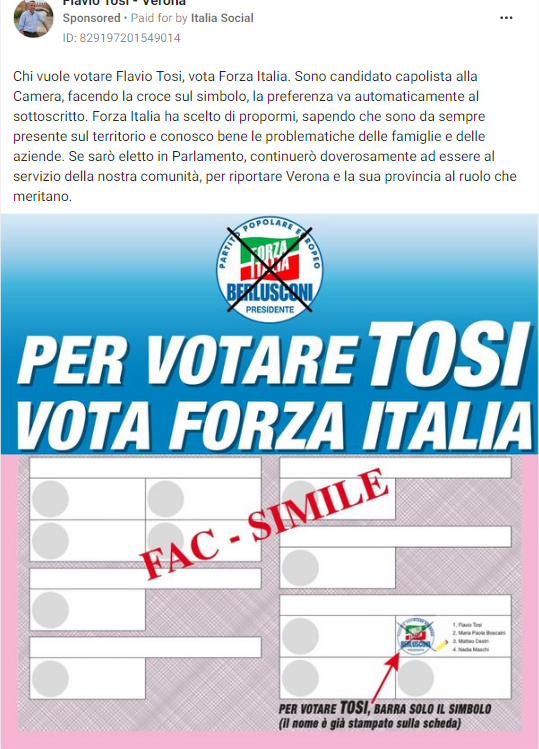 Flavio Tosi - Verona
Sponsored • Paid for by Italia Social
ID: 829197201549014
Chi vuole votare Flavio Tosi, vota Forza Italia. Sono candidato capolista alla
Camera, facendo la croce sul simbolo, la preferenza va automaticamente al
sottoscritto. Forza Italia ha scelto di propormi, sapendo che sono da sempre
presente sul territorio e conosco bene le problematiche delle famiglie e delle
aziende. Se sarò eletto in Parlamento, continuerò doverosamente ad essere al
servizio della nostra comunità, per riportare Verona e la sua provincia al ruolo che
meritano.
PARTITO POPOLARE EUROPEO
FORZA
ITALIA
BERLUSCONI
PRESIDENTE
PER VOTARE TOSI
VOTA FORZA ITALIA
FAC - SIMILE
BERLUSCONI
1. Flavio Tosi
2. Maria Paola Boscaini
3. Matteo Destri
4. Nadia Maschi
PER VOTARE TOSI, BARRA SOLO IL SIMBOLO
(il nome è già stampato sulla scheda)